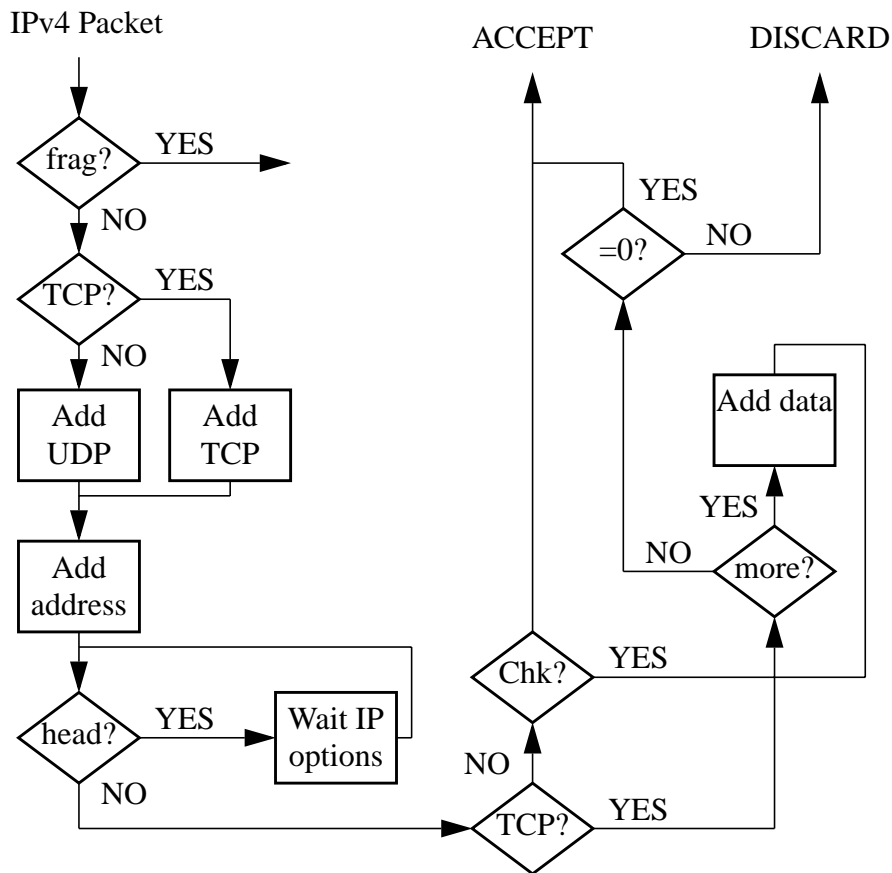 IPv4 Packet
frag?
YES
NO
TCP?
YES
NO
Add
UDP
Add
TCP
Add
address
head?
YES
Wait IP
options
NO
ACCEPT
DISCARD
YES
=0?
NO
Add data
YES
NO
more?
Chk?
YES
NO
TCP?
YES